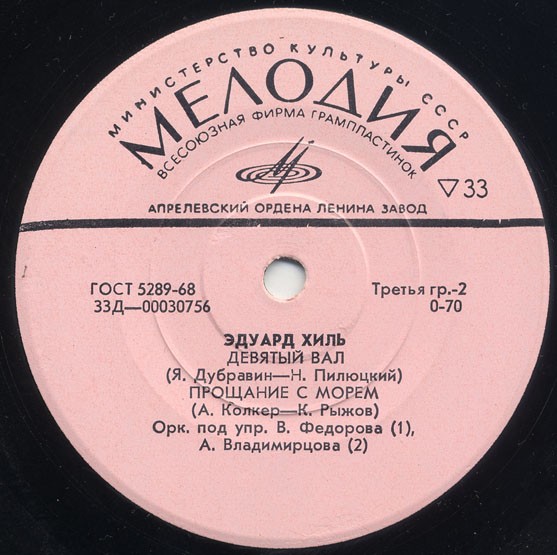 МИНИСТЕРСТВО КУЛЬТУРЫ СССР
МЕЛОДИЯ
ВСЕСОЮЗНАЯ ФИРМА ГРАМПЛАСТИНОК
▽33
АПРЕЛЕВСКИЙ ОРДЕНА ЛЕНИНА ЗАВОД
ГОСТ 5289-68 Третья гр.-2
33Д—00030756 0-70
ЭДУАРД ХИЛЬ
ДЕВЯТЫЙ ВАЛ
(Я. Дубравин—Н. Пилюцкий)
ПРОЩАНИЕ С МОРЕМ
(А. Колкер—К. Рыжов)
Орк. под упр. В. Федорова (1),
А. Владимирцова (2)